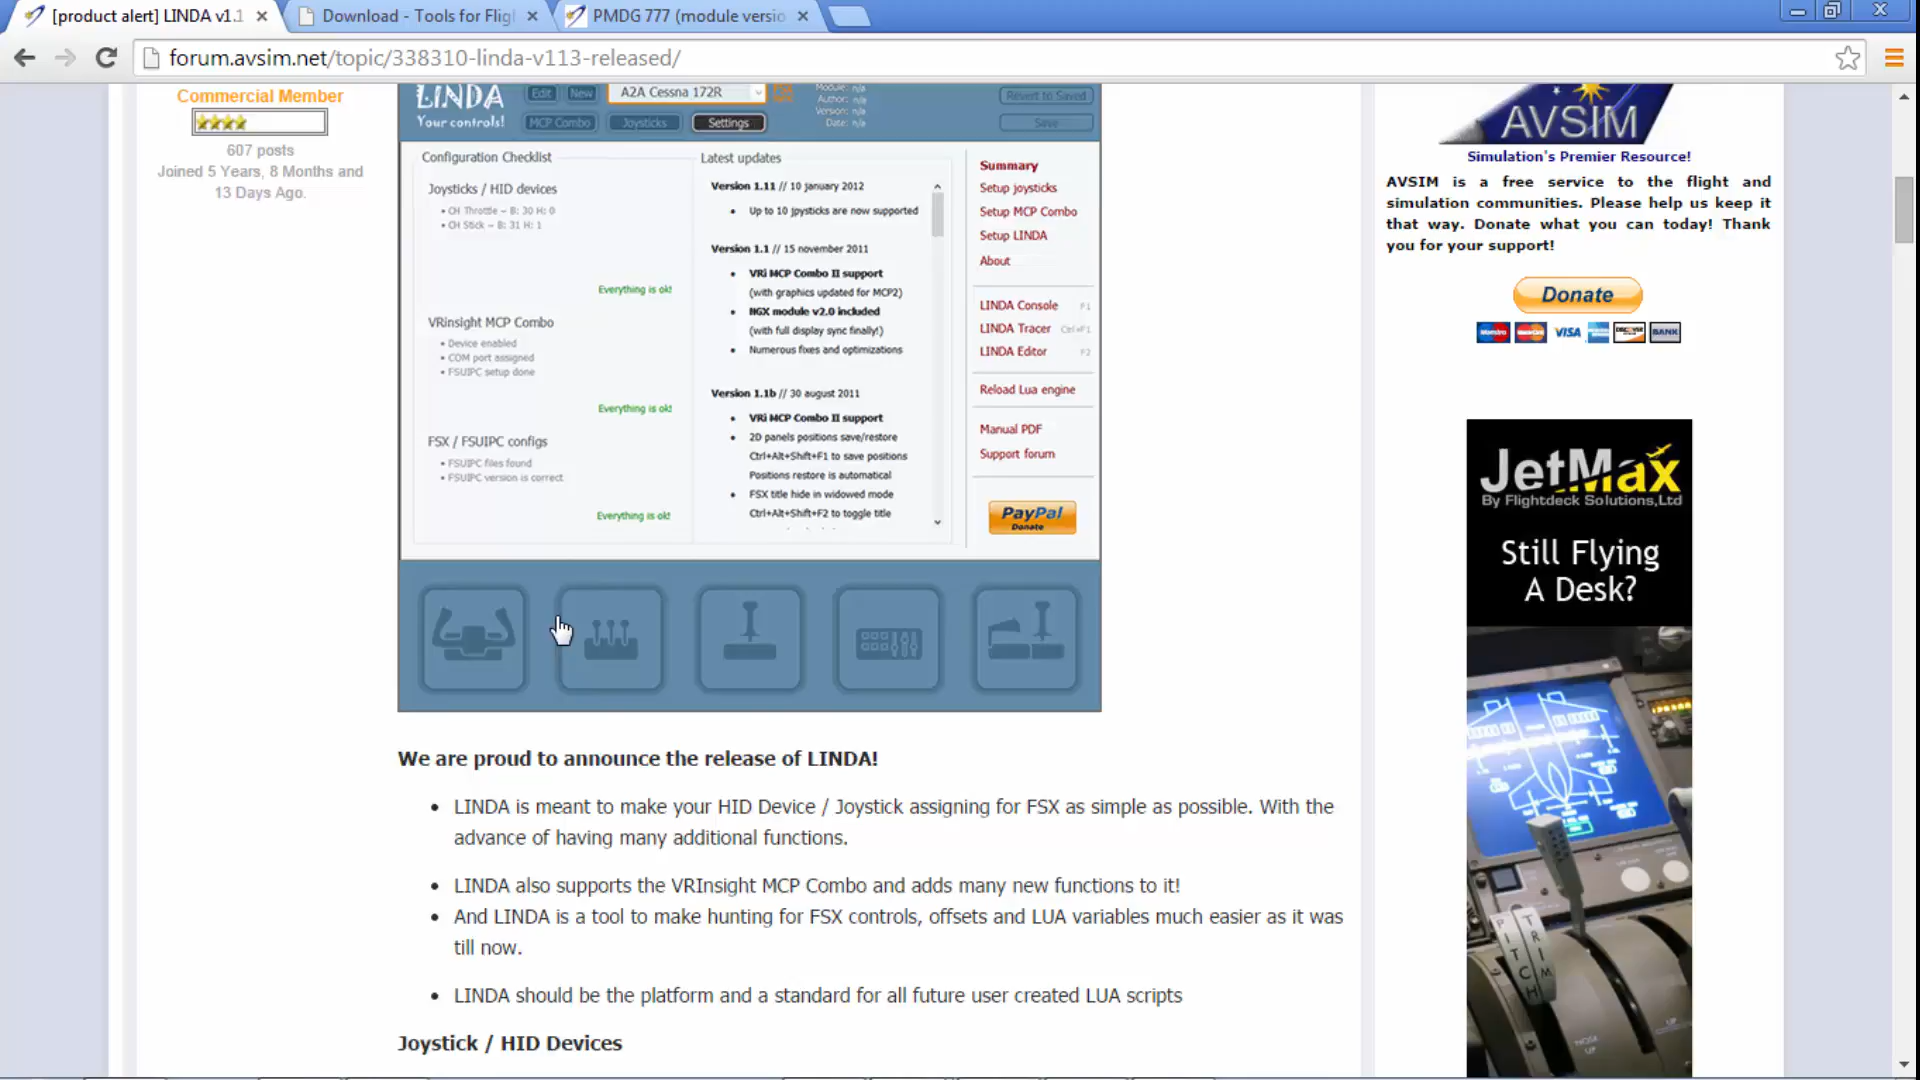 [product alert] LINDA v1.1
Download - Tools for Flig
PMDG 777 (module versio
forum.avsim.net/topic/338310-linda-v113-released/
Commercial Member
607 posts
Joined 5 Years, 8 Months and
13 Days Ago.
LINDA
Your controls!
Edit
New
A2A Cessna 172R
MCP Combo
Joysticks
Settings
Module: n/a
Author: n/a
Version: n/a
Date: n/a
Revert to Saved
Save
Configuration Checklist
Joysticks / HID devices
• CH Throttle – B: 30 H: 0
• CH Stick – B: 31 H: 1
Everything is ok!
VRinsight MCP Combo
• Device enabled
• COM port assigned
• FSUIPC setup done
Everything is ok!
FSX / FSUIPC configs
• FSUIPC files found
• FSUIPC version is correct
Everything is ok!
Latest updates
Version 1.11 // 10 january 2012
• Up to 10 jpysticks are now supported
Version 1.1 // 15 november 2011
• VRi MCP Combo II support
(with graphics updated for MCP2)
• NGX module v2.0 included
(with full display sync finally!)
• Numerous fixes and optimizations
Version 1.1b // 30 august 2011
• VRi MCP Combo II support
• 2D panels positions save/restore
Ctrl+Alt+Shift+F1 to save positions
Positions restore is automatical
• FSX title hide in widowed mode
Ctrl+Alt+Shift+F2 to toggle title
Summary
Setup joysticks
Setup MCP Combo
Setup LINDA
About
LINDA Console F1
LINDA Tracer Ctrl+F1
LINDA Editor F2
Reload Lua engine
Manual PDF
Support forum
PayPal
Donate
We are proud to announce the release of LINDA!
• LINDA is meant to make your HID Device / Joystick assigning for FSX as simple as possible. With the
advance of having many additional functions.
• LINDA also supports the VRInsight MCP Combo and adds many new functions to it!
• And LINDA is a tool to make hunting for FSX controls, offsets and LUA variables much easier as it was
till now.
• LINDA should be the platform and a standard for all future user created LUA scripts
Joystick / HID Devices
AVSIM
Simulation's Premier Resource!
AVSIM is a free service to the flight and
simulation communities. Please help us keep it
that way. Donate what you can today! Thank
you for your support!
Donate
VISA
BANK
JetMax
By Flightdeck Solutions,Ltd
Still Flying
A Desk?
PITCH
TRIM